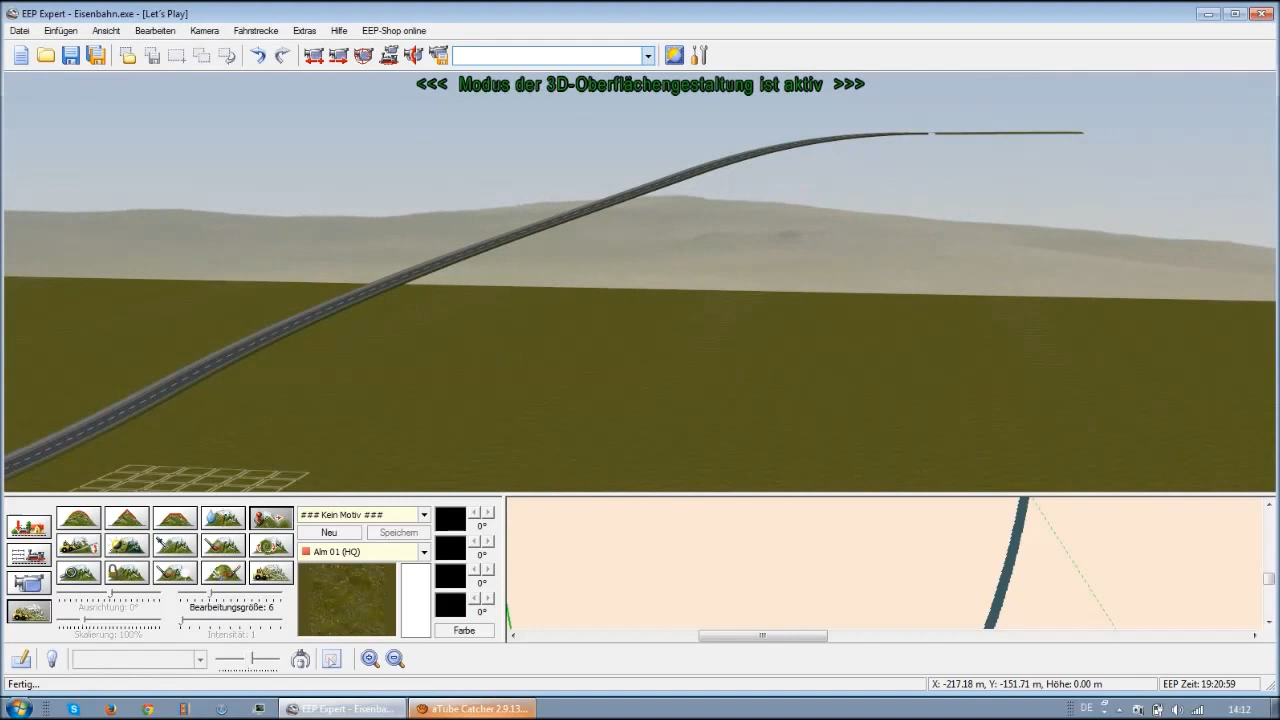 EEP Expert - Eisenbahn.exe - [Let´s Play]
Datei Einfügen Ansicht Bearbeiten Kamera Fahrstrecke Extras Hilfe EEP-Shop online
<<< Modus der 3D-Oberflächengestaltung ist aktiv >>>
### Kein Motiv ###
0°
Neu Speichern
Alm 01 (HQ)
0°
0°
Ausrichtung: 0° Bearbeitungsgröße: 6
0°
Skalierung: 100% Intensität: 1
Farbe
Fertig...
X: -217.18 m, Y: -151.71 m, Höhe: 0.00 m
EEP Zeit: 19:20:59
EEP Expert - Eisenba...
aTube Catcher 2.9.13...
DE
14:12